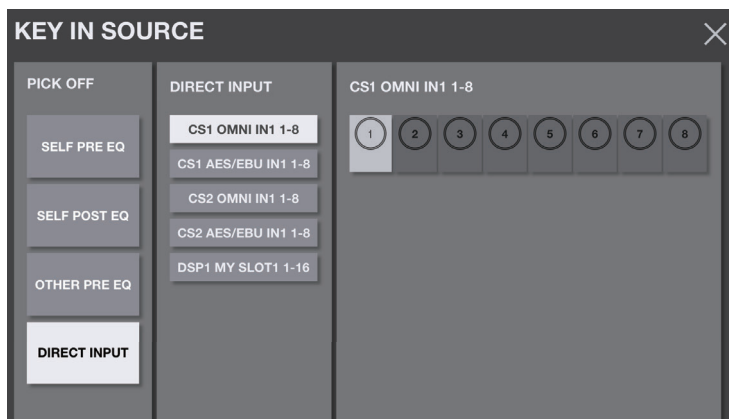 KEY IN SOURCE
PICK OFF
SELF PRE EQ
SELF POST EQ
OTHER PRE EQ
DIRECT INPUT
DIRECT INPUT
CS1 OMNI IN1 1-8
CS1 AES/EBU IN1 1-8
CS2 OMNI IN1 1-8
CS2 AES/EBU IN1 1-8
DSP1 MY SLOT1 1-16
CS1 OMNI IN1 1-8
1 2 3 4 5 6 7 8